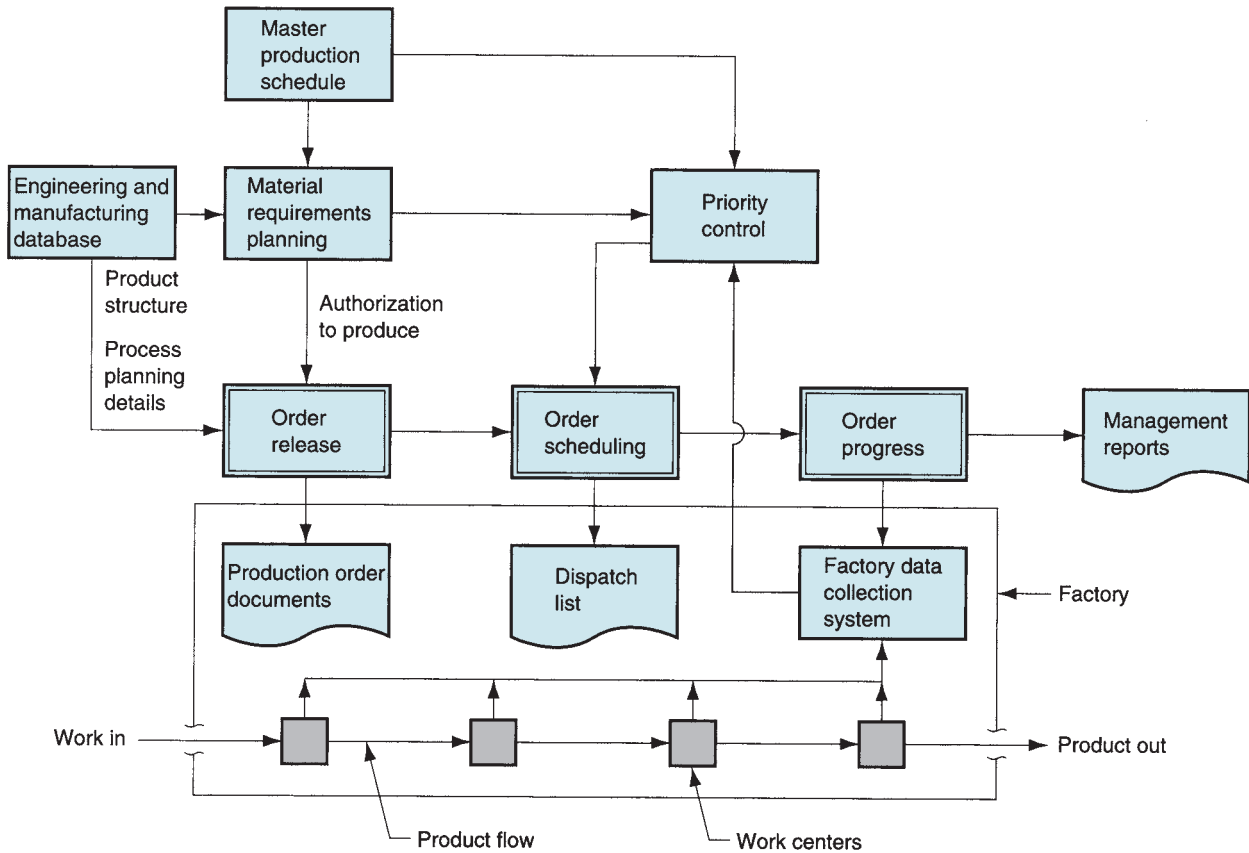 Master
production
schedule
Engineering and
manufacturing
database
Material
requirements
planning
Priority
control
Product
structure
Authorization
to produce
Process
planning
details
Order
release
Order
scheduling
Order
progress
Management
reports
Production order
documents
Dispatch
list
Factory data
collection
system
Factory
Work in
Product out
Product flow
Work centers